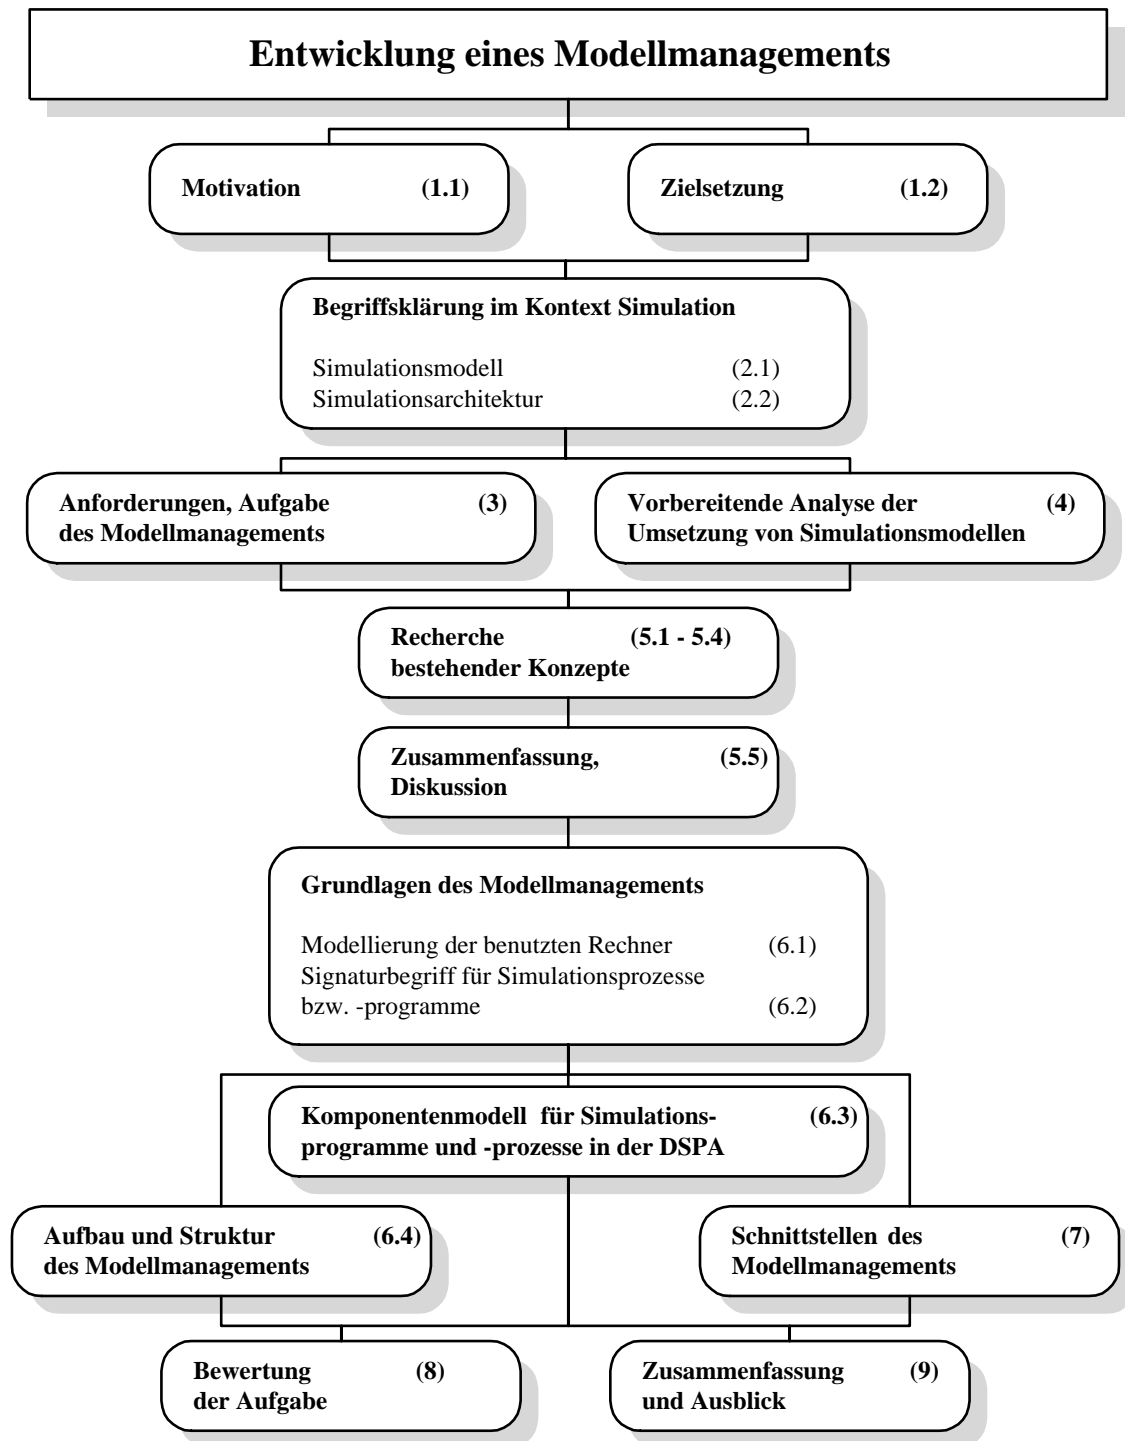 Entwicklung eines Modellmanagements
Motivation (1.1)
Zielsetzung (1.2)
Begriffsklärung im Kontext Simulation
Simulationsmodell (2.1)
Simulationsarchitektur (2.2)
Anforderungen, Aufgabe (3)
des Modellmanagements
Vorbereitende Analyse der (4)
Umsetzung von Simulationsmodellen
Recherche (5.1 - 5.4)
bestehender Konzepte
Zusammenfassung, (5.5)
Diskussion
Grundlagen des Modellmanagements
Modellierung der benutzten Rechner (6.1)
Signaturbegriff für Simulationsprozesse
bzw. -programme (6.2)
Komponentenmodell für Simulations- (6.3)
programme und -prozesse in der DSPA
Aufbau und Struktur (6.4)
des Modellmanagements
Schnittstellen des (7)
Modellmanagements
Bewertung (8)
der Aufgabe
Zusammenfassung (9)
und Ausblick